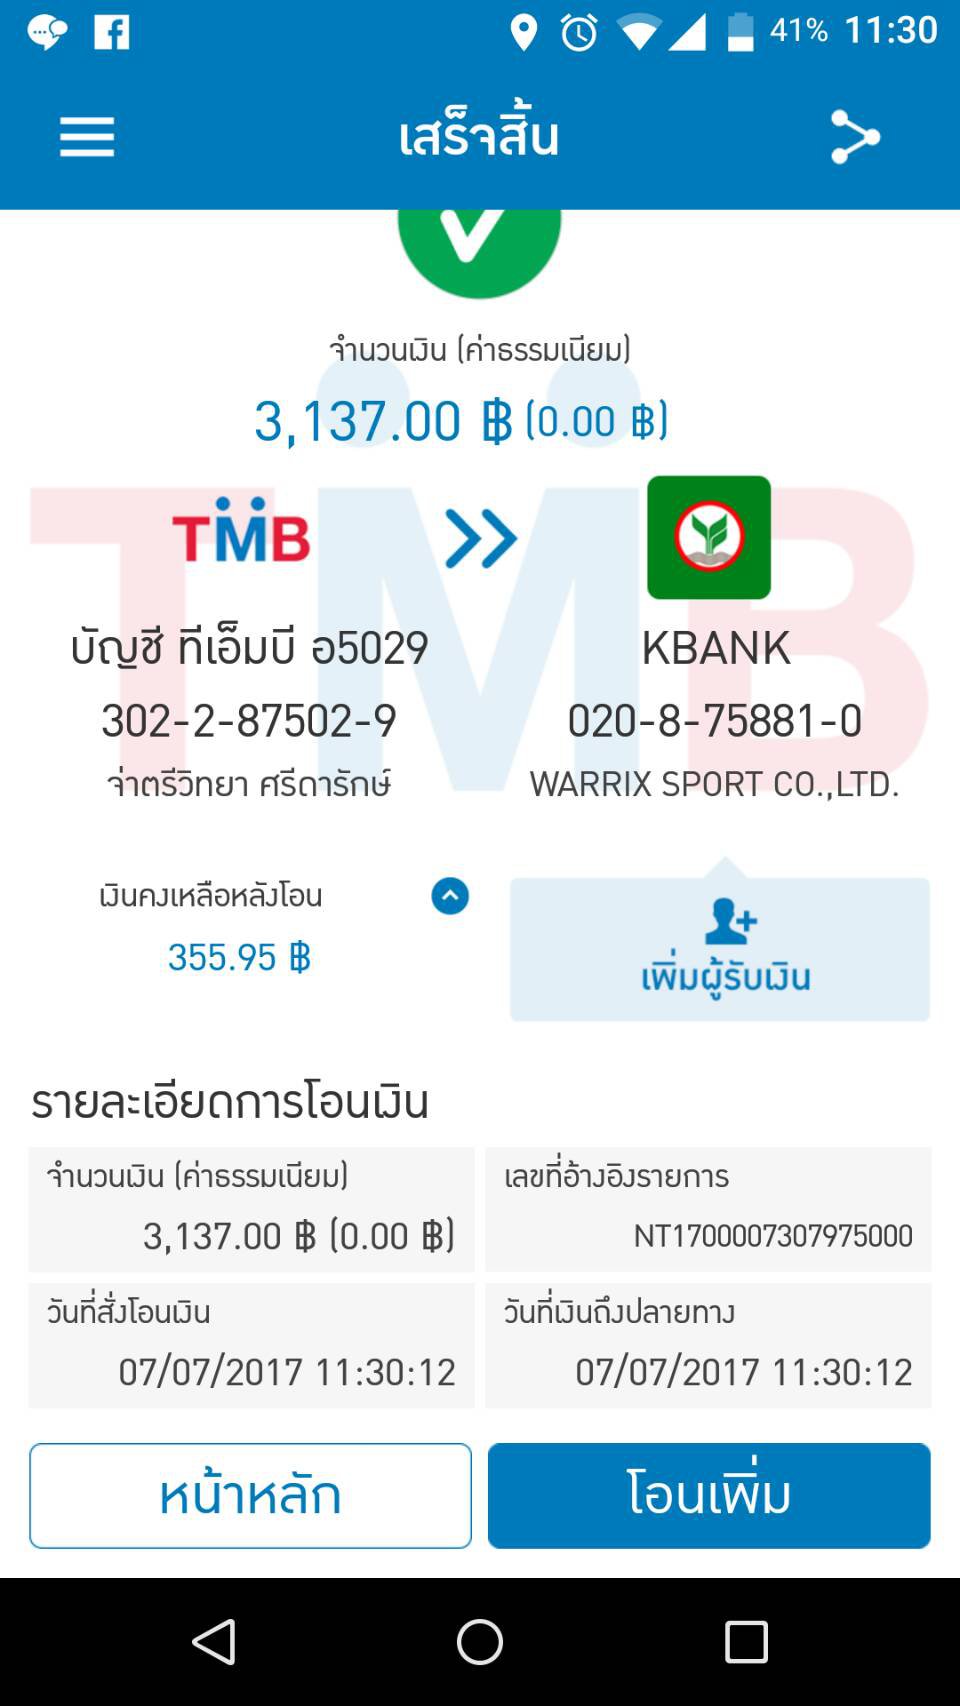 41% 11:30
เสร็จสิ้น
จำนวนเงิน (ค่าธรรมเนียม)
3,137.00 ฿ (0.00 ฿)
TMB
บัญชี ทีเอ็มบี อ5029
302-2-87502-9
จ่าตรีวิทยา ศรีดารักษ์
KBANK
020-8-75881-0
WARRIX SPORT CO.,LTD.
เงินคงเหลือหลังโอน
355.95 ฿
เพิ่มผู้รับเงิน
รายละเอียดการโอนเงิน
จำนวนเงิน (ค่าธรรมเนียม)
3,137.00 ฿ (0.00 ฿)
เลขที่อ้างอิงรายการ
NT1700007307975000
วันที่สั่งโอนเงิน
07/07/2017 11:30:12
วันที่เงินถึงปลายทาง
07/07/2017 11:30:12
หน้าหลัก
โอนเพิ่ม
TMB